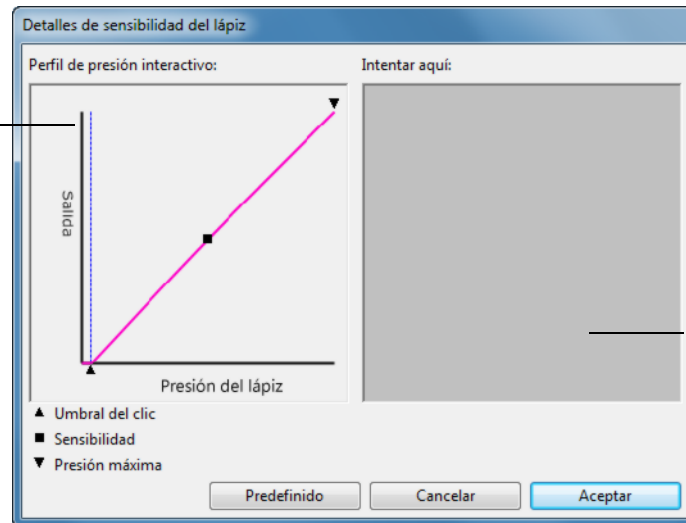 Detalles de sensibilidad del lápiz
Perfil de presión interactivo:
Intentar aquí:
Salida
Presión del lápiz
Umbral del clic
Sensibilidad
Presión máxima
Predefinido
Cancelar
Aceptar